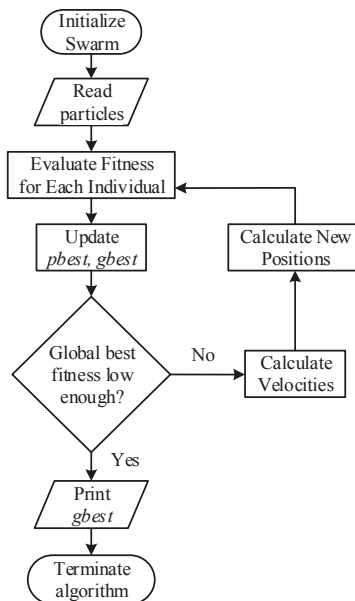 Initialize
Swarm
Read
particles
Evaluate Fitness
for Each Individual
Update
pbest, gbest
Calculate New
Positions
Global best
fitness low
enough?
No
Calculate
Velocities
Yes
Print
gbest
Terminate
algorithm